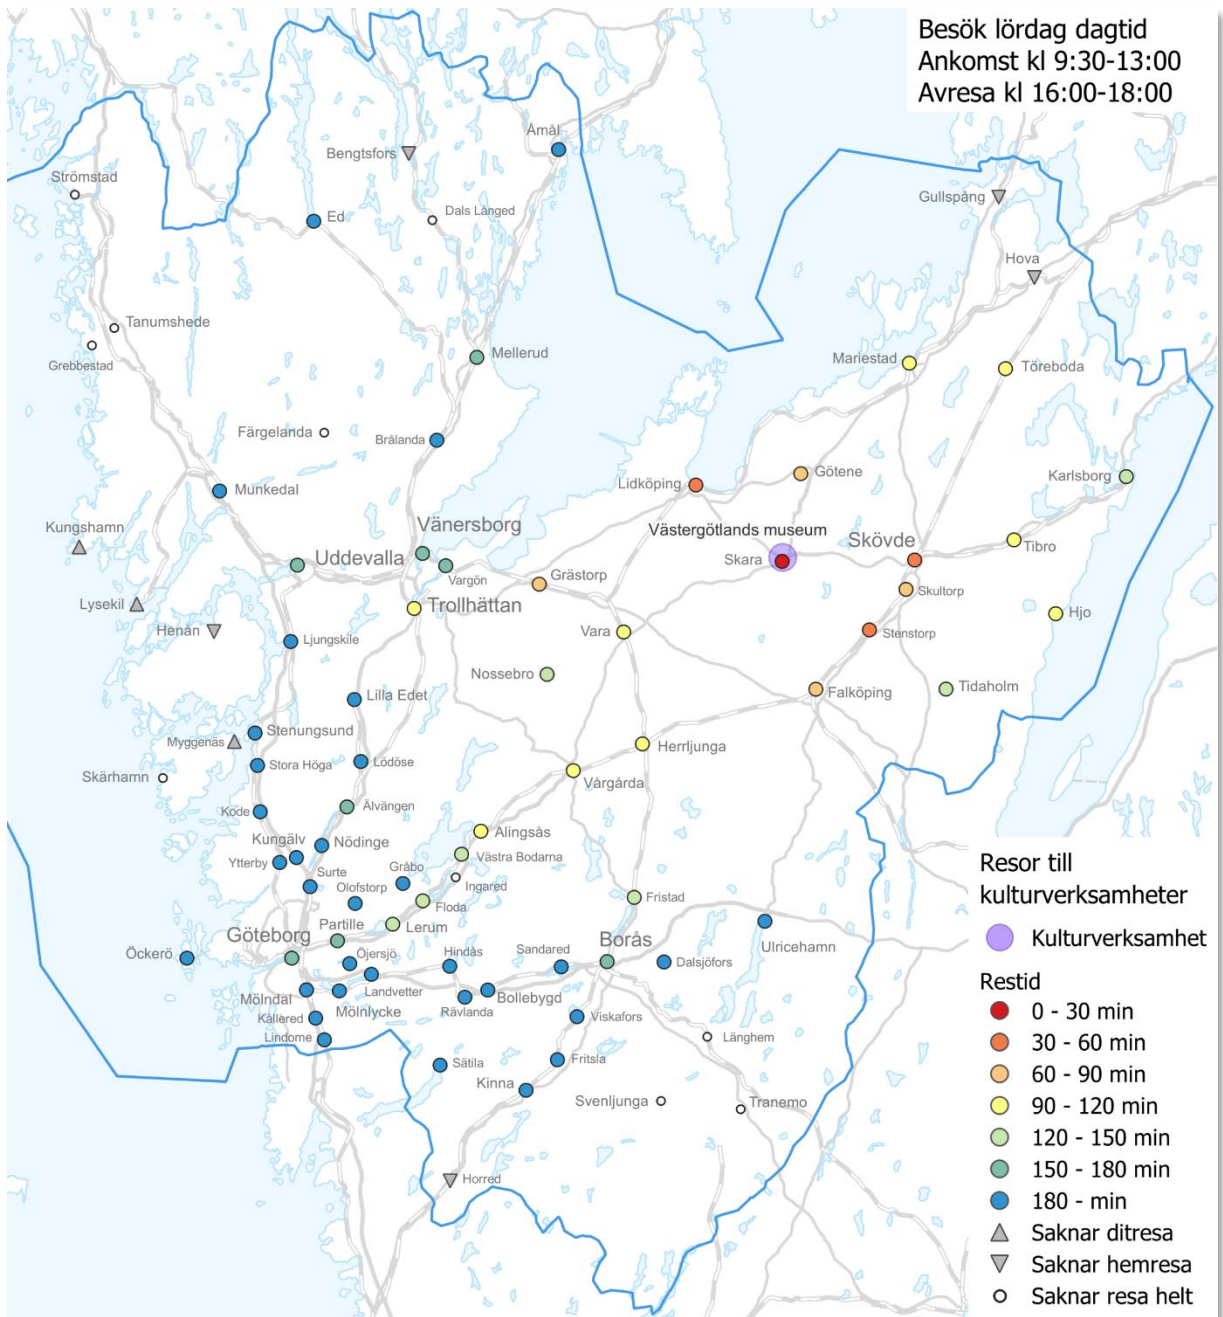 Besök lördag dagtid
Ankomst kl 9:30-13:00
Avresa kl 16:00-18:00
Åmål
Bengtsfors
Strömstad
Gullspång
Ed
Dals Långed
Hova
Tanumshede
Grebbestad
Mellerud
Mariestad
Töreboda
Färgelanda
Brålanda
Munkedal
Lidköping
Götene
Karlsborg
Kungshamn
Vänersborg
Västergötlands museum
Skövde
Tibro
Uddevalla
Skara
Vargön
Grästorp
Skultorp
Lysekil
Trollhättan
Hjo
Henån
Ljungskile
Vara
Stenstorp
Nossebro
Tidaholm
Lilla Edet
Falköping
Stenungsund
Myggenäs
Herrljunga
Stora Höga
Lödöse
Skärhamn
Vårgårda
Kode
Älvängen
Alingsås
Kungälv
Nödinge
Ytterby
Västra Bodarna
Gråbo
Surte
Ingared
Olofstorp
Floda
Fristad
Partille
Lerum
Göteborg
Borås
Ulricehamn
Öckerö
Öjersjö
Hindås
Sandared
Dalsjöfors
Landvetter
Mölndal
Bollebygd
Mölnlycke
Rävlanda
Kållered
Viskafors
Lindome
Länghem
Sätila
Fritsla
Kinna
Svenljunga
Tranemo
Horred
Resor till
kulturverksamheter
Kulturverksamhet
Restid
0 - 30 min
30 - 60 min
60 - 90 min
90 - 120 min
120 - 150 min
150 - 180 min
180 - min
Saknar ditresa
Saknar hemresa
Saknar resa helt